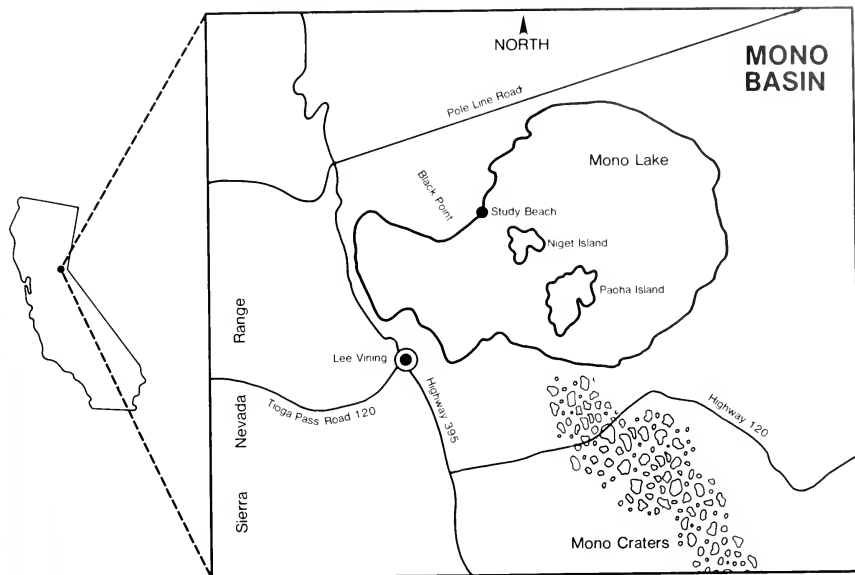 NORTH
MONO
BASIN
Pole Line Road
Mono Lake
Black Point
Study Beach
Niget Island
Paoha Island
Range
Lee Vining
Nevada
Tioga Pass Road 120
Highway 395
Highway 120
Sierra
Mono Craters